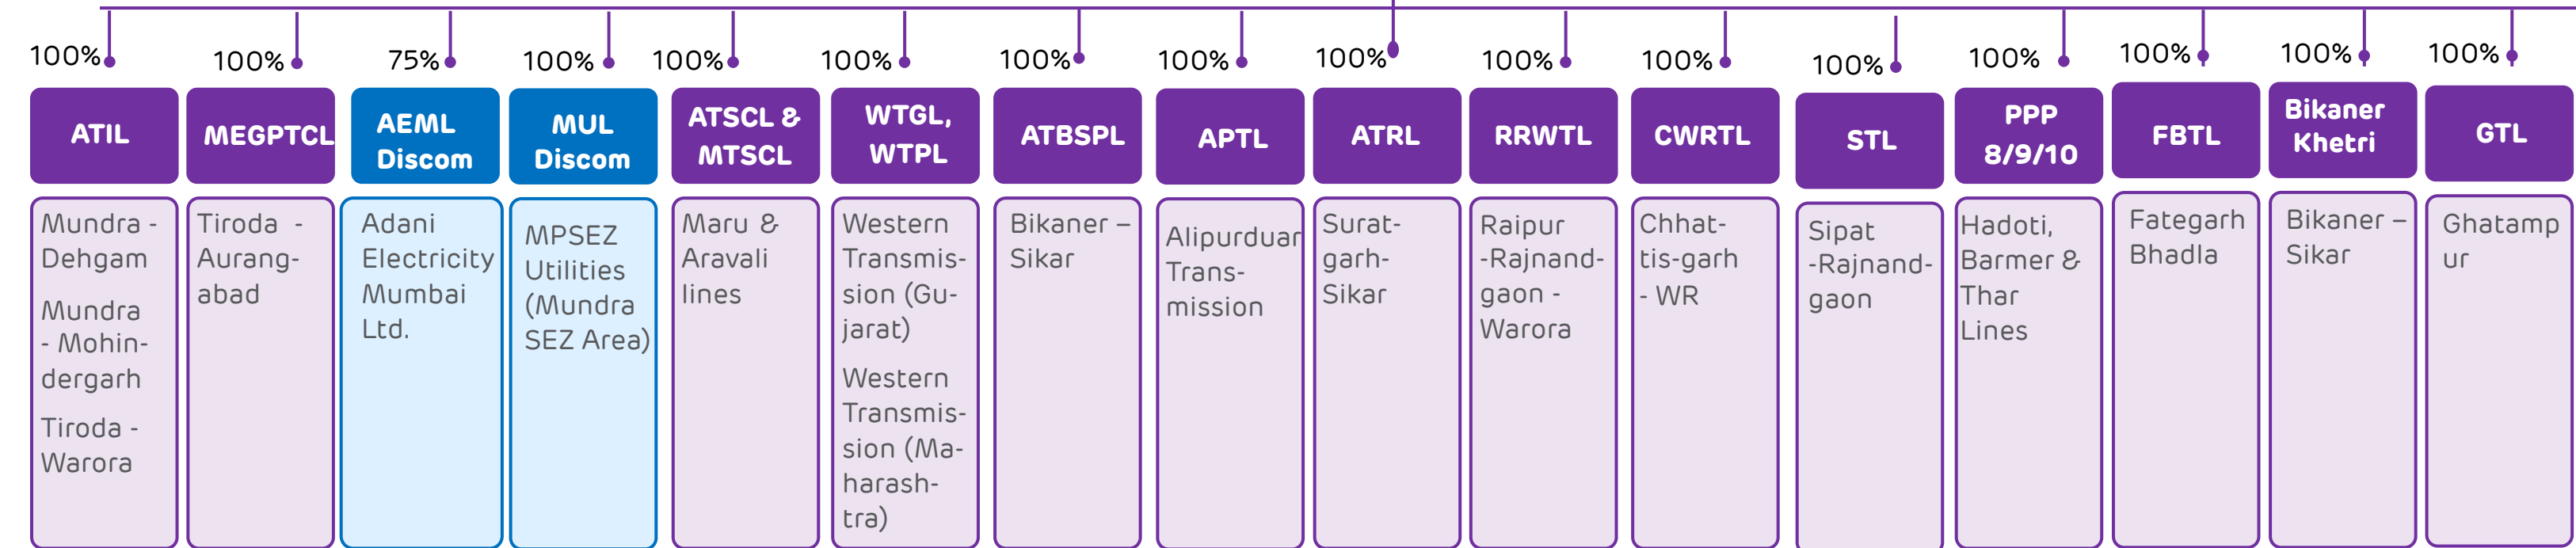 100%
100%
75%
100%
100%
100%
100%
100%
100%
100%
100%
100%
100%
100%
100%
100%
ATIL
MEGPTCL
AEML
Discom
MUL
Discom
ATSCL &
MTSCL
WTGL,
WTPL
ATBSPL
APTL
ATRL
RRWTL
CWRTL
STL
PPP
8/9/10
FBTL
Bikaner
Khetri
GTL
Mundra -
Dehgam
Mundra
- Mohin-
dergarh
Tiroda -
Warora
Tiroda -
Aurang-
abad
Adani
Electricity
Mumbai
Ltd.
MPSEZ
Utilities
(Mundra
SEZ Area)
Maru &
Aravali
lines
Western
Transmis-
sion (Gu-
jarat)
Western
Transmis-
sion (Ma-
harash-
tra)
Bikaner –
Sikar
Alipurduar
Trans-
mission
Surat-
garh-
Sikar
Raipur
-Rajnand-
gaon -
Warora
Chhat-
tis-garh
- WR
Sipat
-Rajnand-
gaon
Hadoti,
Barmer &
Thar
Lines
Fategarh
Bhadla
Bikaner –
Sikar
Ghatamp
ur